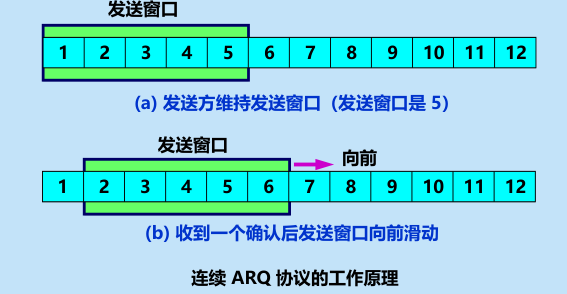 发送窗口
1 2 3 4 5 6 7 8 9 10 11 12
(a) 发送方维持发送窗口（发送窗口是 5）
发送窗口
向前
1 2 3 4 5 6 7 8 9 10 11 12
(b) 收到一个确认后发送窗口向前滑动
连续 ARQ 协议的工作原理